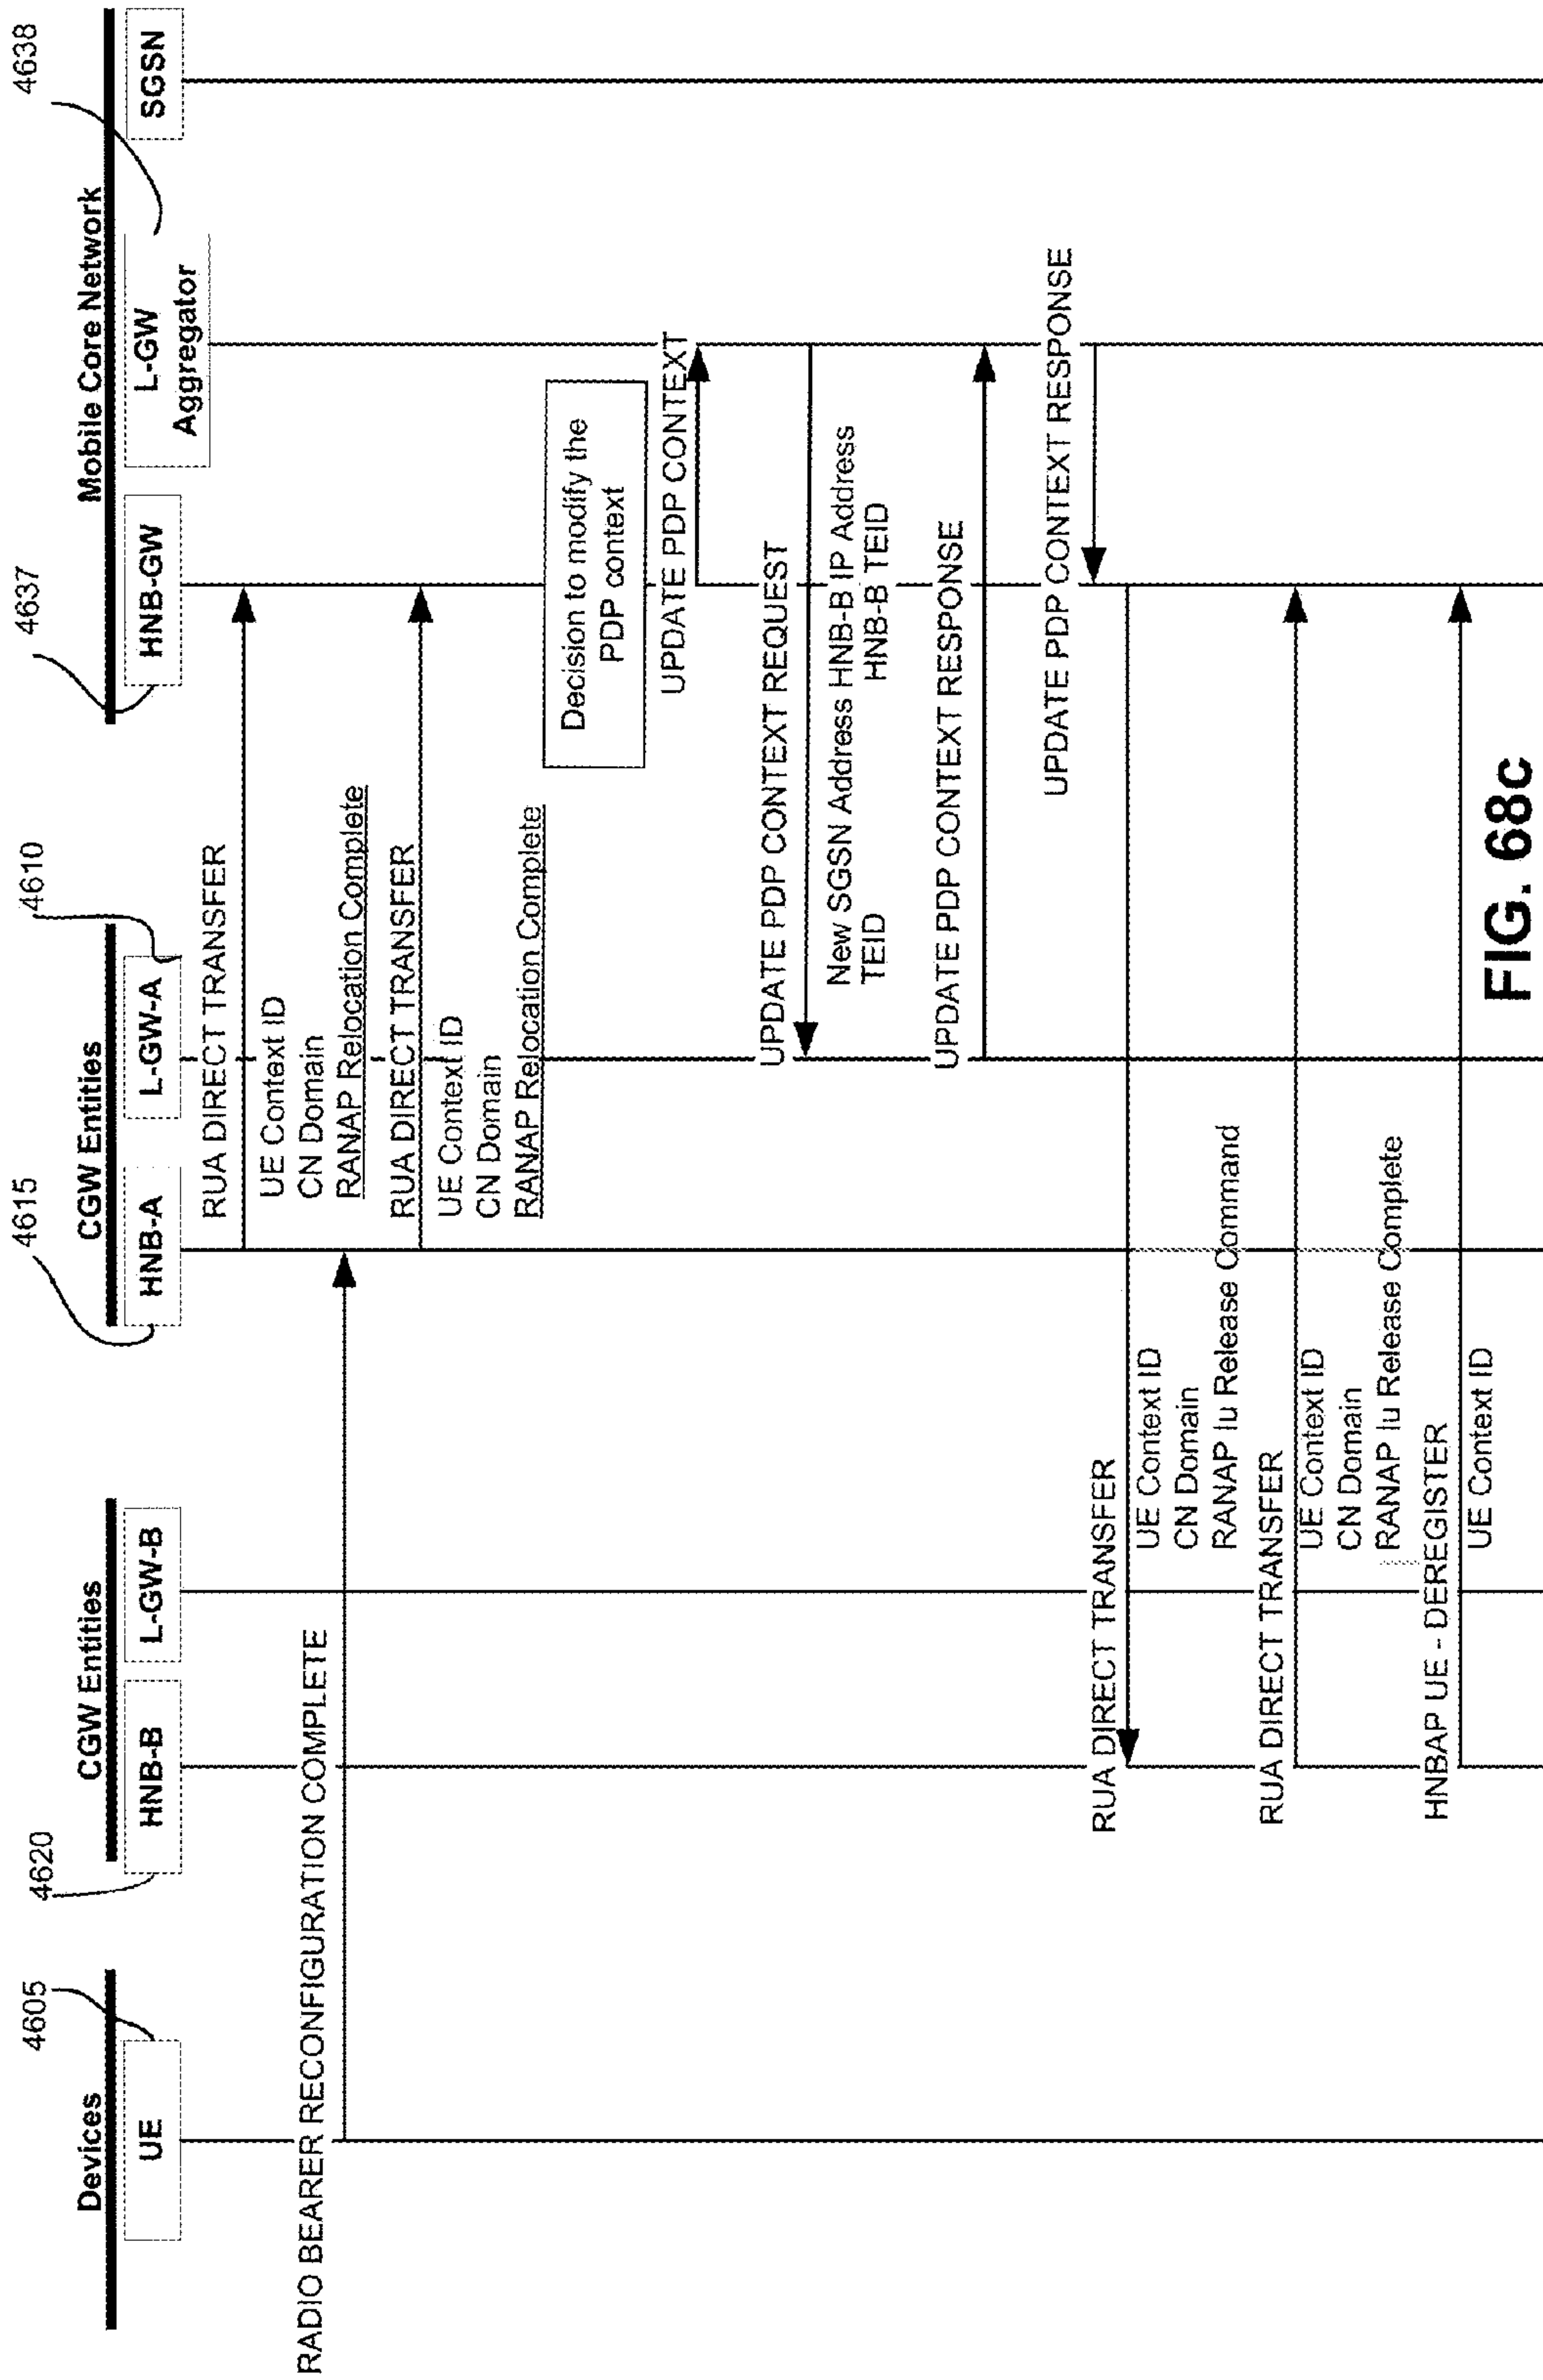 4605
4620
4615
4610
4637
4638
Devices
CGW Entities
CGW Entities
Mobile Core Network
UE
HNB-B
L-GW-B
HNB-A
L-GW-A
HNB-GW
L-GW
Aggregator
SGSN
RUA DIRECT TRANSFER
UE Context ID
CN Domain
RANAP Relocation Complete
RADIO BEARER RECONFIGURATION COMPLETE
RUA DIRECT TRANSFER
UE Context ID
CN Domain
RANAP Relocation Complete
Decision to modify the
PDP context
UPDATE PDP CONTEXT
UPDATE PDP CONTEXT REQUEST
New SGSN Address HNB-B IP Address
TEID HNB-B TEID
UPDATE PDP CONTEXT RESPONSE
UPDATE PDP CONTEXT RESPONSE
RUA DIRECT TRANSFER
UE Context ID
CN Domain
RANAP Iu Release Command
RUA DIRECT TRANSFER
UE Context ID
CN Domain
RANAP Iu Release Complete
HNBAP UE - DEREGISTER
UE Context ID
FIG. 68c